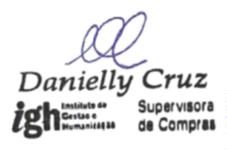 Danielly Cruz
igh Instituto de Gestão e Humanização
Supervisora
de Compras